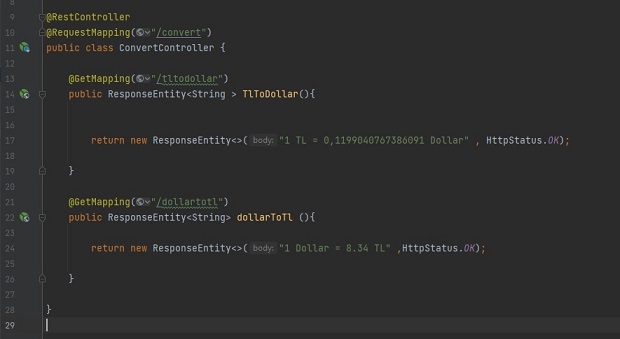 8
9 @RestController
10 @RequestMapping("/convert")
11 public class ConvertController {
12
13 @GetMapping("/tltodollar")
14 public ResponseEntity<String > TlToDollar(){
15
16
17 return new ResponseEntity<>( body: "1 TL = 0,1199040767386091 Dollar" , HttpStatus.OK);
18
19 }
20
21 @GetMapping("/dollartotl")
22 public ResponseEntity<String> dollarToTl (){
23
24 return new ResponseEntity<>( body: "1 Dollar = 8.34 TL" ,HttpStatus.OK);
25
26 }
27
28 }
29